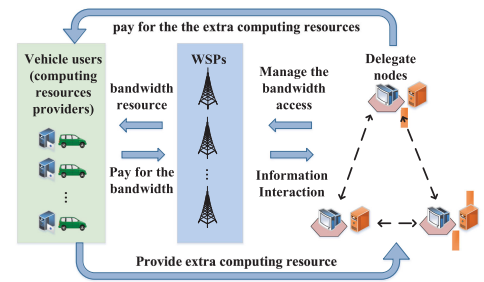 pay for the the extra computing resources
Vehicle users
(computing
resources
providers)
WSPs
Delegate
nodes
bandwidth
resource
Manage the
bandwidth
access
Pay for the
bandwidth
Information
Interaction
Provide extra computing resource